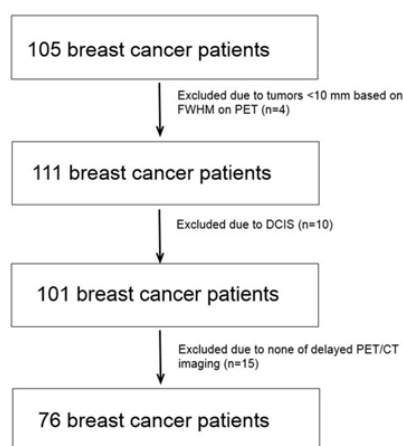 105 breast cancer patients
Excluded due to tumors <10 mm based on
FWHM on PET (n=4)
111 breast cancer patients
Excluded due to DCIS (n=10)
101 breast cancer patients
Excluded due to none of delayed PET/CT
imaging (n=15)
76 breast cancer patients